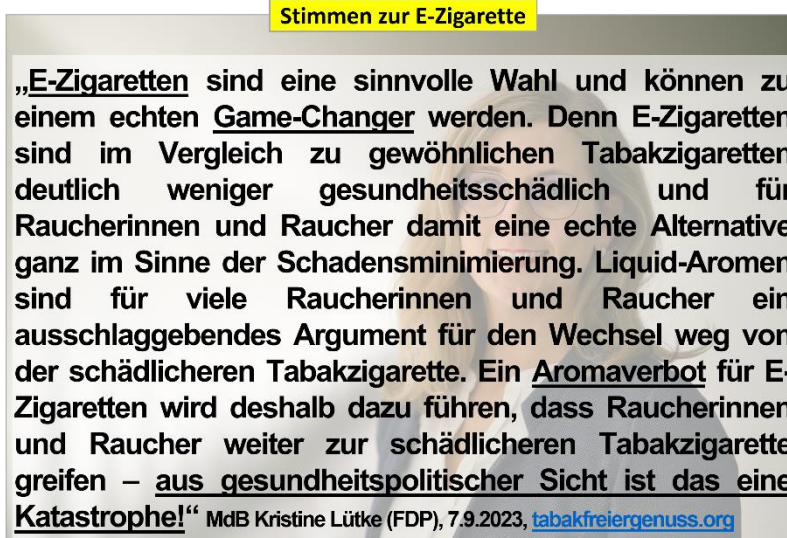 Stimmen zur E-Zigarette
„E-Zigaretten sind eine sinnvolle Wahl und können zu
einem echten Game-Changer werden. Denn E-Zigaretten
sind im Vergleich zu gewöhnlichen Tabakzigaretten
deutlich weniger gesundheitsschädlich und für
Raucherinnen und Raucher damit eine echte Alternative
ganz im Sinne der Schadensminimierung. Liquid-Aromen
sind für viele Raucherinnen und Raucher ein
ausschlaggebendes Argument für den Wechsel weg von
der schädlicheren Tabakzigarette. Ein Aromaverbot für E-
Zigaretten wird deshalb dazu führen, dass Raucherinnen
und Raucher weiter zur schädlicheren Tabakzigarette
greifen – aus gesundheitspolitischer Sicht ist das eine
Katastrophe!“ MdB Kristine Lütke (FDP), 7.9.2023, tabakfreiergenuss.org